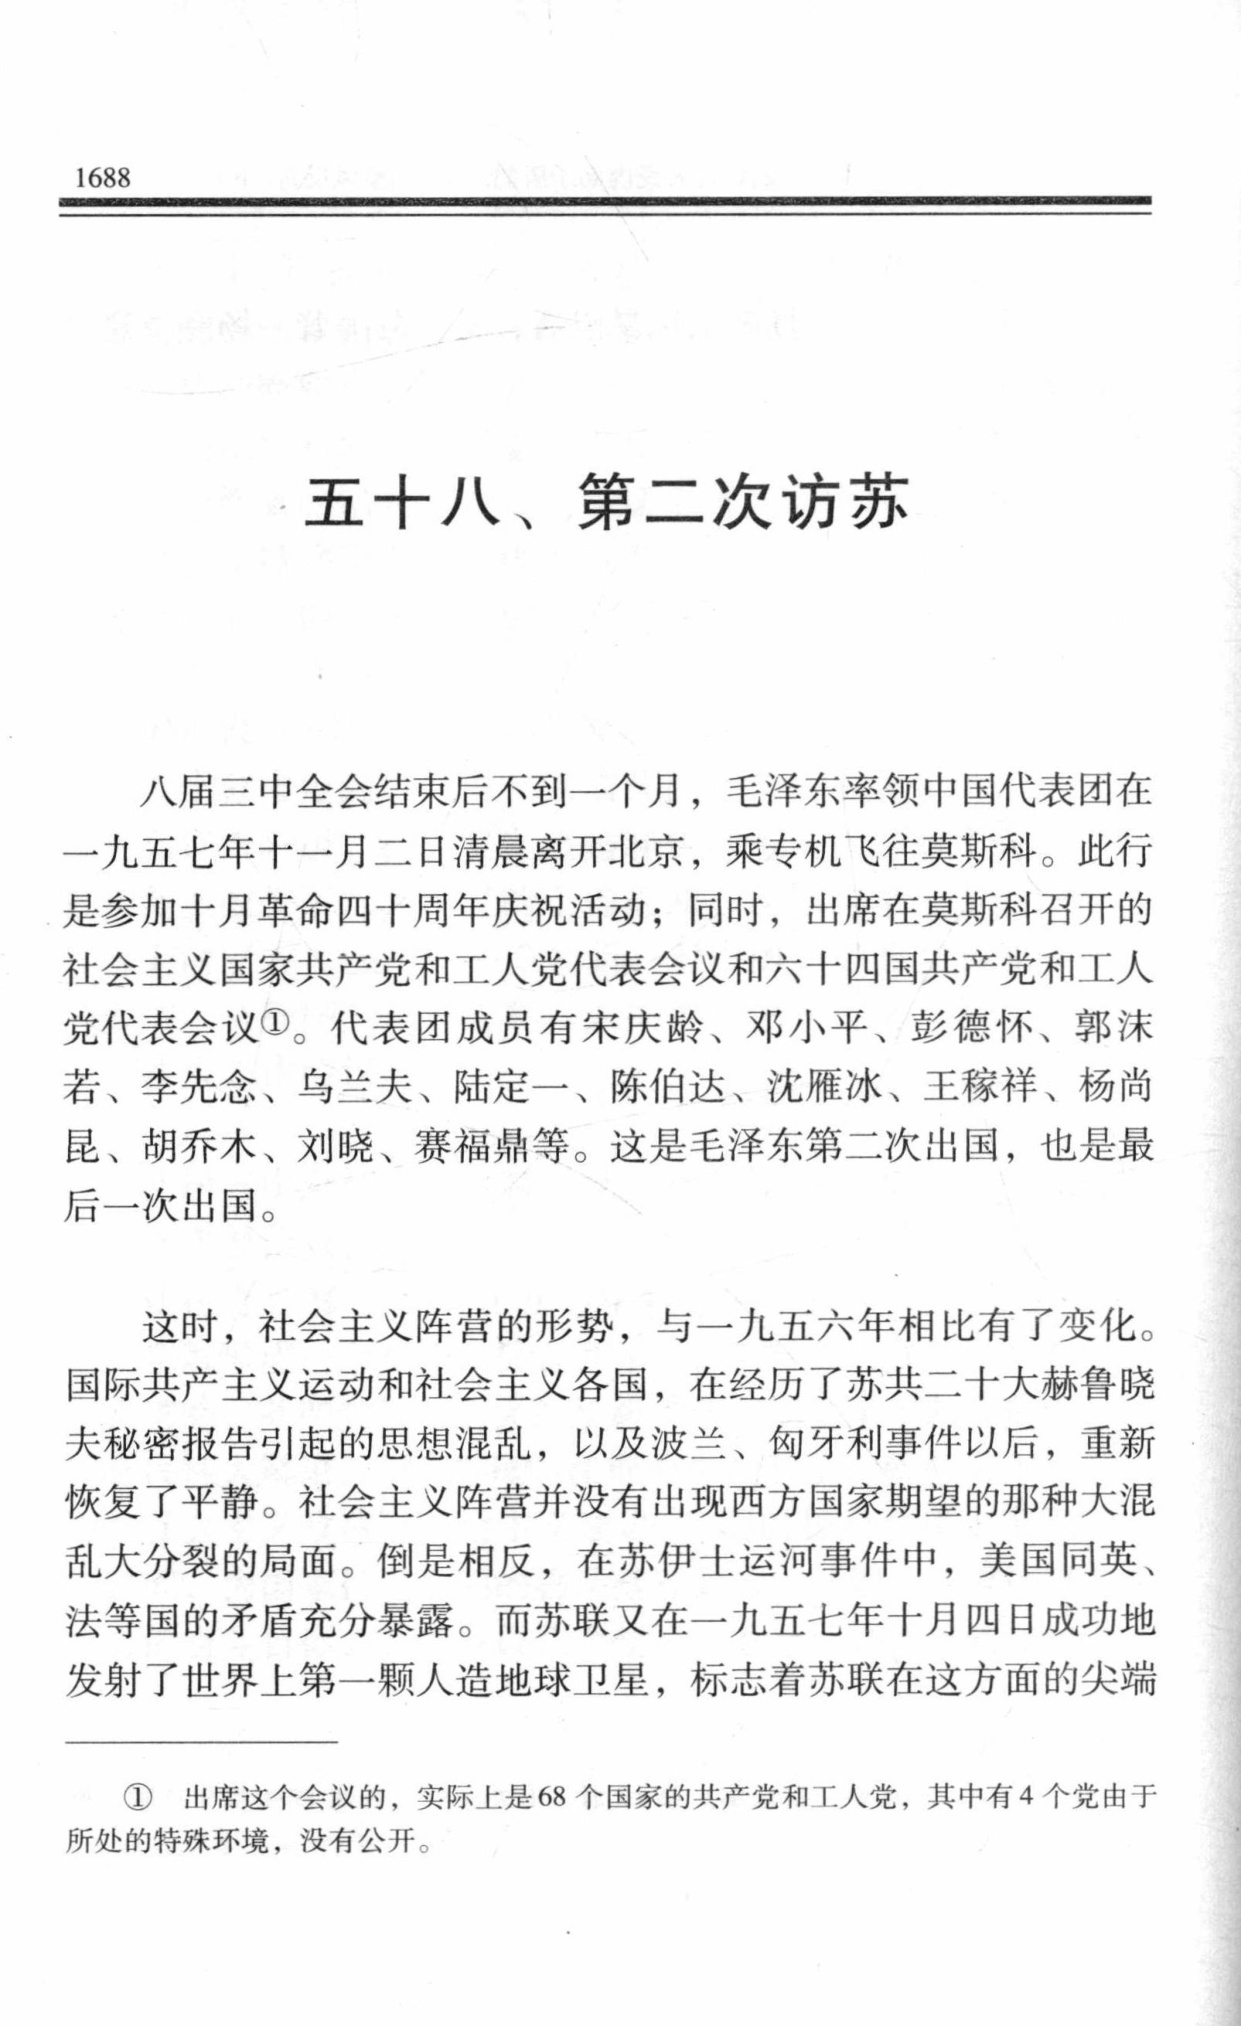 1688
五十八、第二次访苏
八届三中全会结束后不到一个月，毛泽东率领中国代表团在
一九五七年十一月二日清晨离开北京，乘专机飞往莫斯科。此行
是参加十月革命四十周年庆祝活动；同时，出席在莫斯科召开的
社会主义国家共产党和工人党代表会议和六十四国共产党和工人
党代表会议①。代表团成员有宋庆龄、邓小平、彭德怀、郭沫
若、李先念、乌兰夫、陆定一、陈伯达、沈雁冰、王稼祥、杨尚
昆、胡乔木、刘晓、赛福鼎等。这是毛泽东第二次出国，也是最
后一次出国。
这时，社会主义阵营的形势，与一九五六年相比有了变化。
国际共产主义运动和社会主义各国，在经历了苏共二十大赫鲁晓
夫秘密报告引起的思想混乱，以及波兰、匈牙利事件以后，重新
恢复了平静。社会主义阵营并没有出现西方国家期望的那种大混
乱大分裂的局面。倒是相反，在苏伊士运河事件中，美国同英、
法等国的矛盾充分暴露。而苏联又在一九五七年十月四日成功地
发射了世界上第一颗人造地球卫星，标志着苏联在这方面的尖端
① 出席这个会议的，实际上是68个国家的共产党和工人党，其中有4个党由于
所处的特殊环境，没有公开。